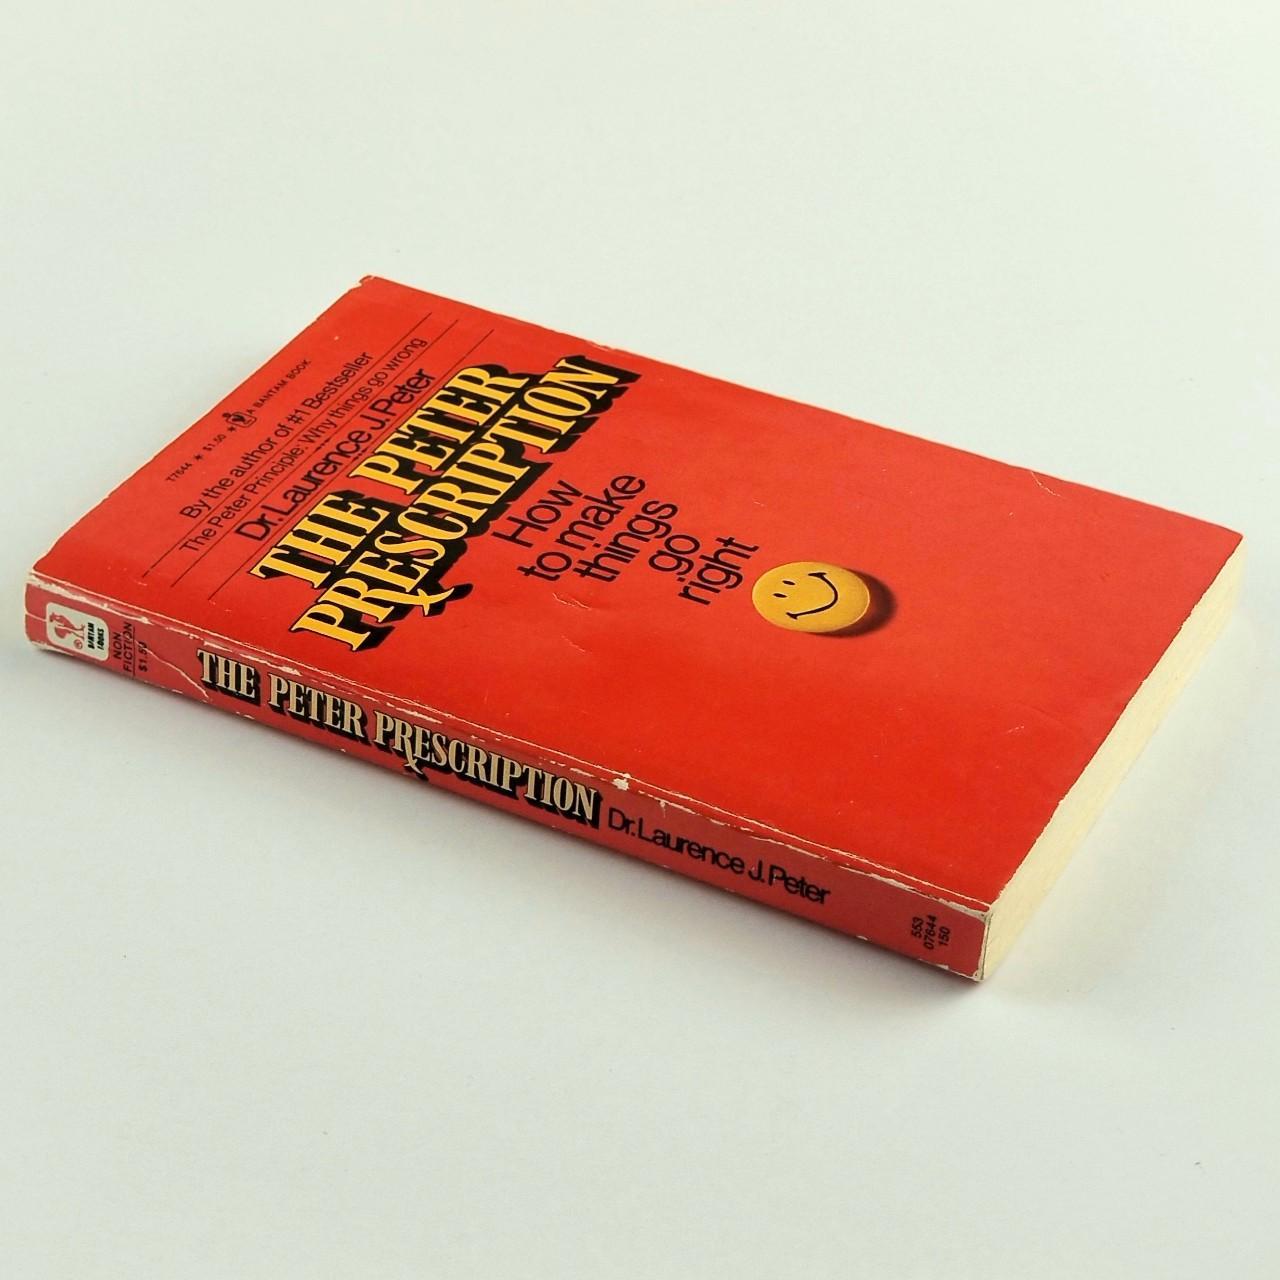 T7644 ★ $1.50 ★ A BANTAM BOOK
By the author of #1 Bestseller
The Peter Principle: Why things go wrong
Dr. Laurence J. Peter
THE PETER
PRESCRIPTION
How
to make
things
go
right
BANTAM
BOOKS
®
NON
FICTION
$1.50
THE PETER PRESCRIPTION Dr. Laurence J. Peter
553
07644
150